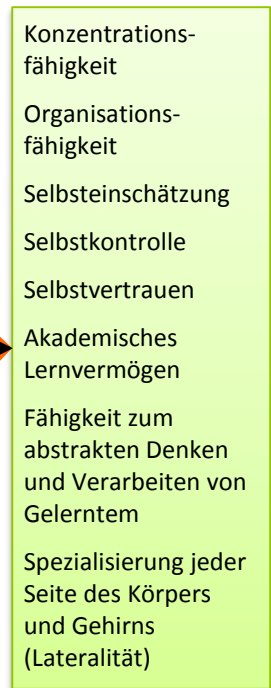 Konzentrations-
fähigkeit
Organisations-
fähigkeit
Selbsteinschätzung
Selbstkontrolle
Selbstvertrauen
Akademisches
Lernvermögen
Fähigkeit zum
abstrakten Denken
und Verarbeiten von
Gelerntem
Spezialisierung jeder
Seite des Körpers
und Gehirns
(Lateralität)